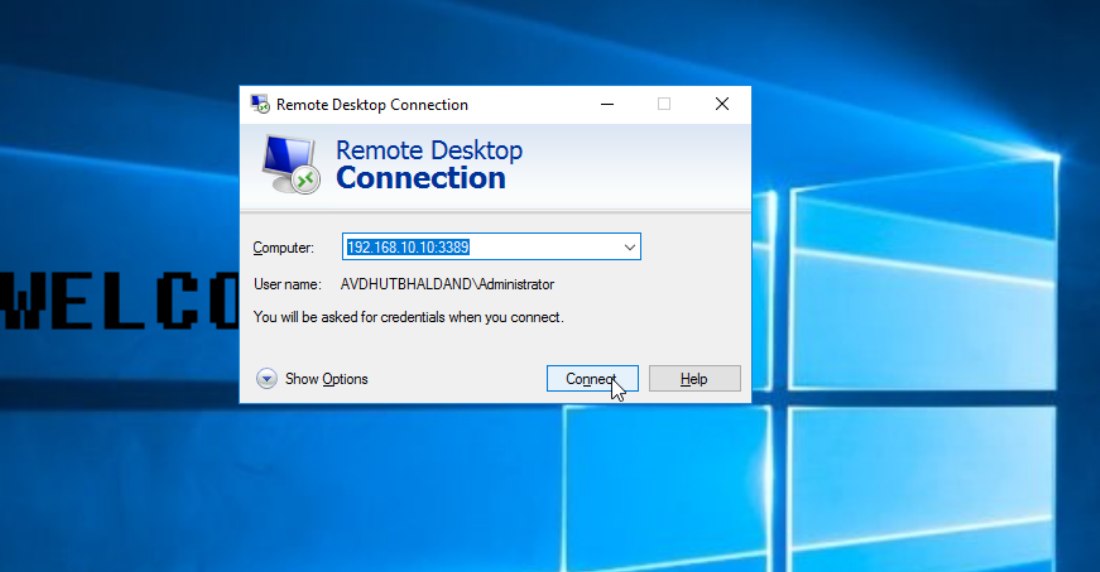 Remote Desktop Connection
Remote Desktop
Connection
WELCO
Computer: 192.168.10.10:3389
User name: AVDHUTBHALDAND\Administrator
You will be asked for credentials when you connect.
Show Options Connect Help